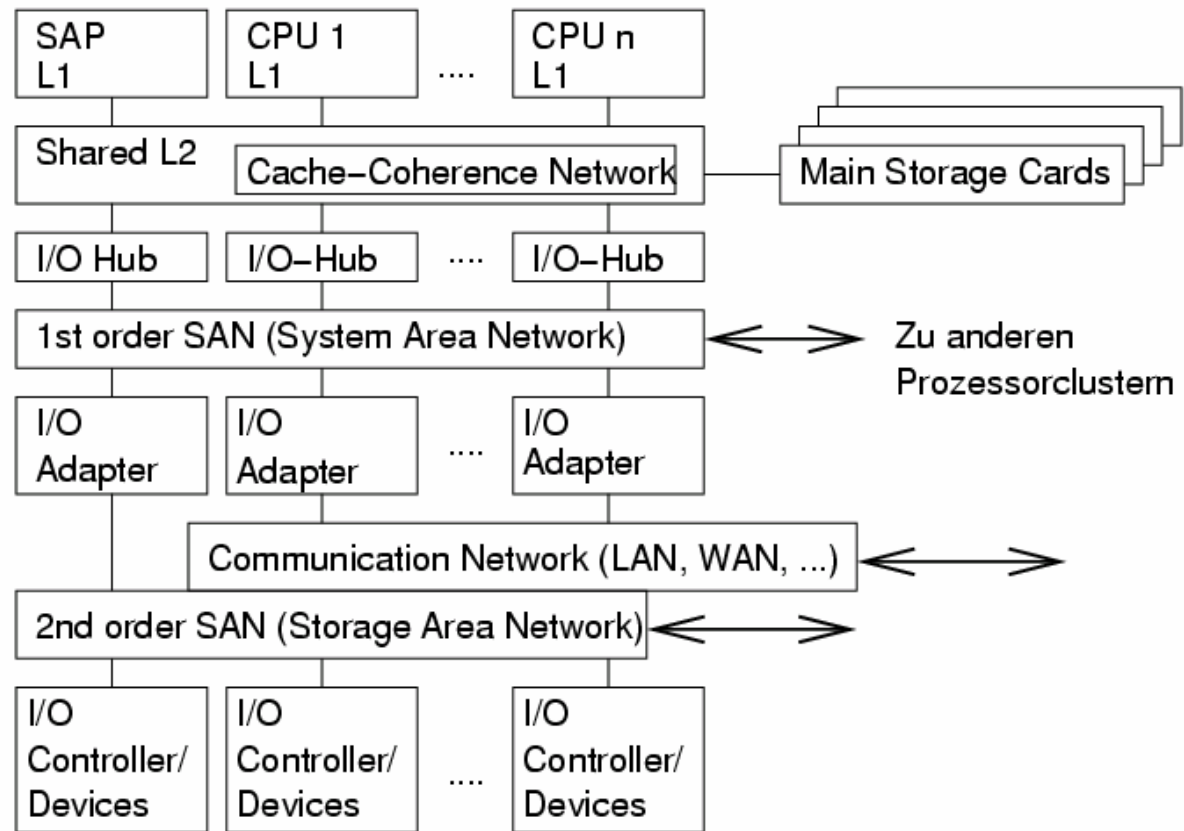 SAP
L1
CPU 1
L1
....
CPU n
L1
Shared L2
Cache-Coherence Network
Main Storage Cards
I/O Hub
I/O-Hub
....
I/O-Hub
1st order SAN (System Area Network)
Zu anderen
Prozessorclustern
I/O
Adapter
I/O
Adapter
....
I/O
Adapter
Communication Network (LAN, WAN, ...)
2nd order SAN (Storage Area Network)
I/O
Controller/
Devices
I/O
Controller/
Devices
....
I/O
Controller/
Devices